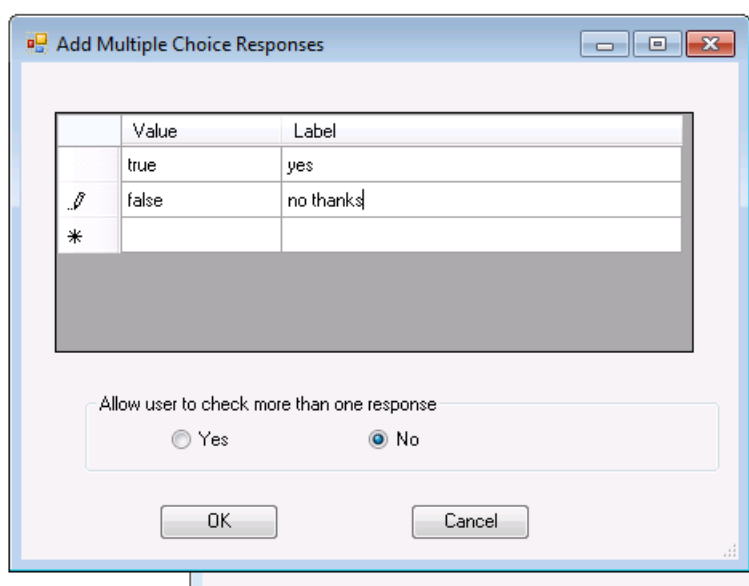 Add Multiple Choice Responses
Value Label
true yes
false no thanks
Allow user to check more than one response
Yes No
OK Cancel